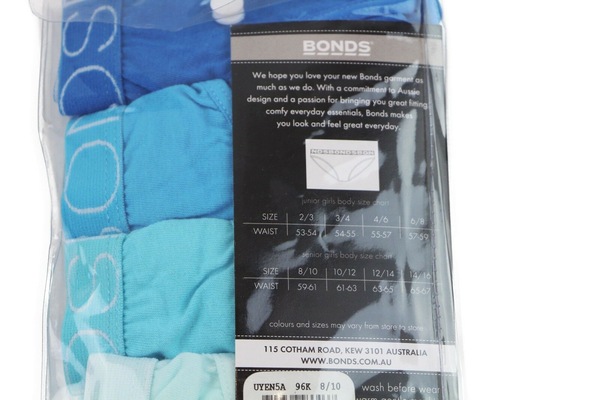 BONDS
We hope you love your new Bonds garment as
much as we do. With a commitment to Aussie
design and a passion for bringing you great fitting,
comfy everyday essentials, Bonds makes
you look and feel great everyday.
junior girls body size chart
SIZE 2/3 3/4 4/6 6/8
WAIST 53-54 54-55 55-57 57-59
senior girls body size chart
SIZE 8/10 10/12 12/14 14/16
WAIST 59-61 61-63 63-65 65-67
colours and sizes may vary from store to store
115 COTHAM ROAD, KEW 3101 AUSTRALIA
WWW.BONDS.COM.AU
UYEN5A 96K 8/10
wash before wear